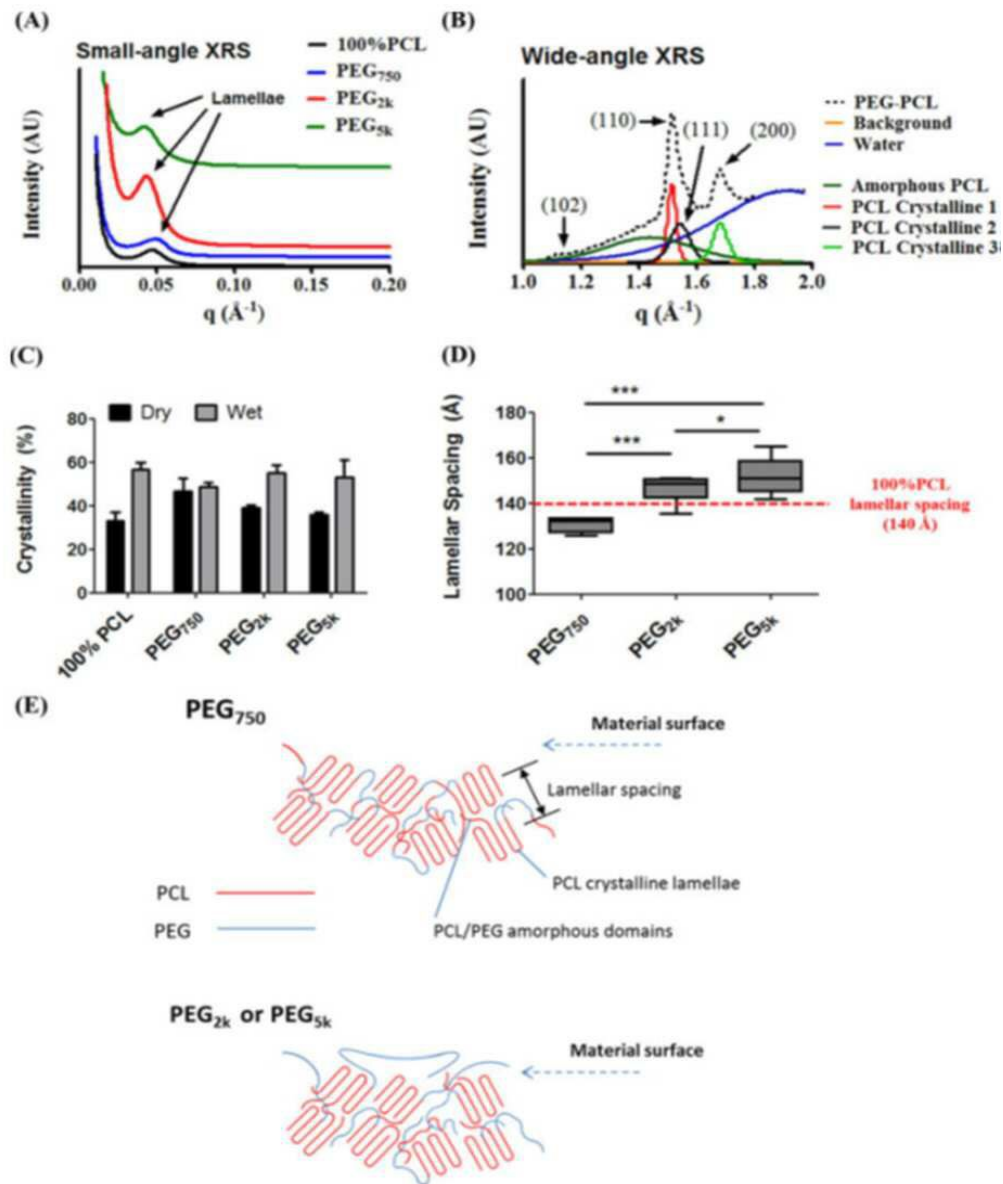 (A)
Small-angle XRS
100%PCL
PEG750
PEG2k
PEG5k
Lamellae
Intensity (AU)
0.00 0.05 0.10 0.15 0.20
q (Å-1)
(B)
Wide-angle XRS
(110)
(111)
(200)
(102)
PEG-PCL
Background
Water
Amorphous PCL
PCL Crystalline 1
PCL Crystalline 2
PCL Crystalline 3
Intensity (AU)
1.0 1.2 1.4 1.6 1.8 2.0
q (Å-1)
(C)
Dry Wet
Crystallinity (%)
80
60
40
20
0
100% PCL PEG750 PEG2k PEG5k
(D)
***
*** *
Lamellar Spacing (Å)
180
160
140
120
100
PEG750 PEG2k PEG5k
100%PCL
lamellar spacing
(140 Å)
(E)
PEG750
Material surface
Lamellar spacing
PCL crystalline lamellae
PCL
PEG
PCL/PEG amorphous domains
PEG2k or PEG5k
Material surface